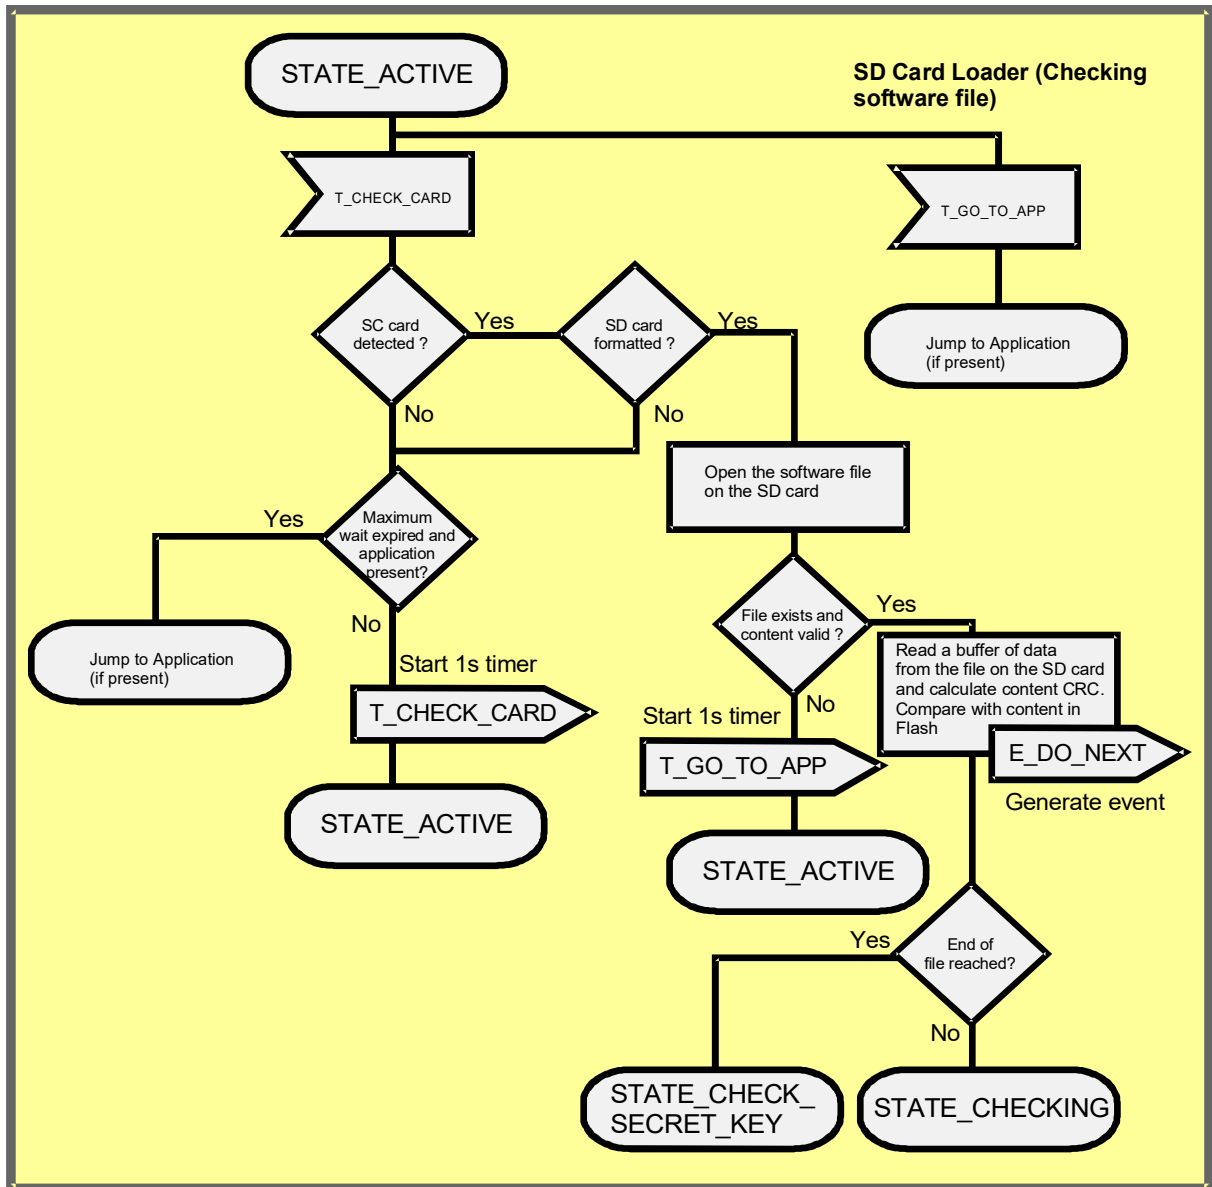 STATE_ACTIVE
SD Card Loader (Checking
software file)
T_CHECK_CARD
T_GO_TO_APP
SC card
detected ?
Yes
SD card
formatted ?
Yes
Jump to Application
(if present)
No
No
Open the software file
on the SD card
Yes
Maximum
wait expired and
application
present?
No
Jump to Application
(if present)
Start 1s timer
T_CHECK_CARD
STATE_ACTIVE
File exists and
content valid ?
Yes
Read a buffer of data
from the file on the SD card
and calculate content CRC.
Compare with content in
Flash
No
Start 1s timer
T_GO_TO_APP
E_DO_NEXT
Generate event
STATE_ACTIVE
Yes
End of
file reached?
No
STATE_CHECK_
SECRET_KEY
STATE_CHECKING